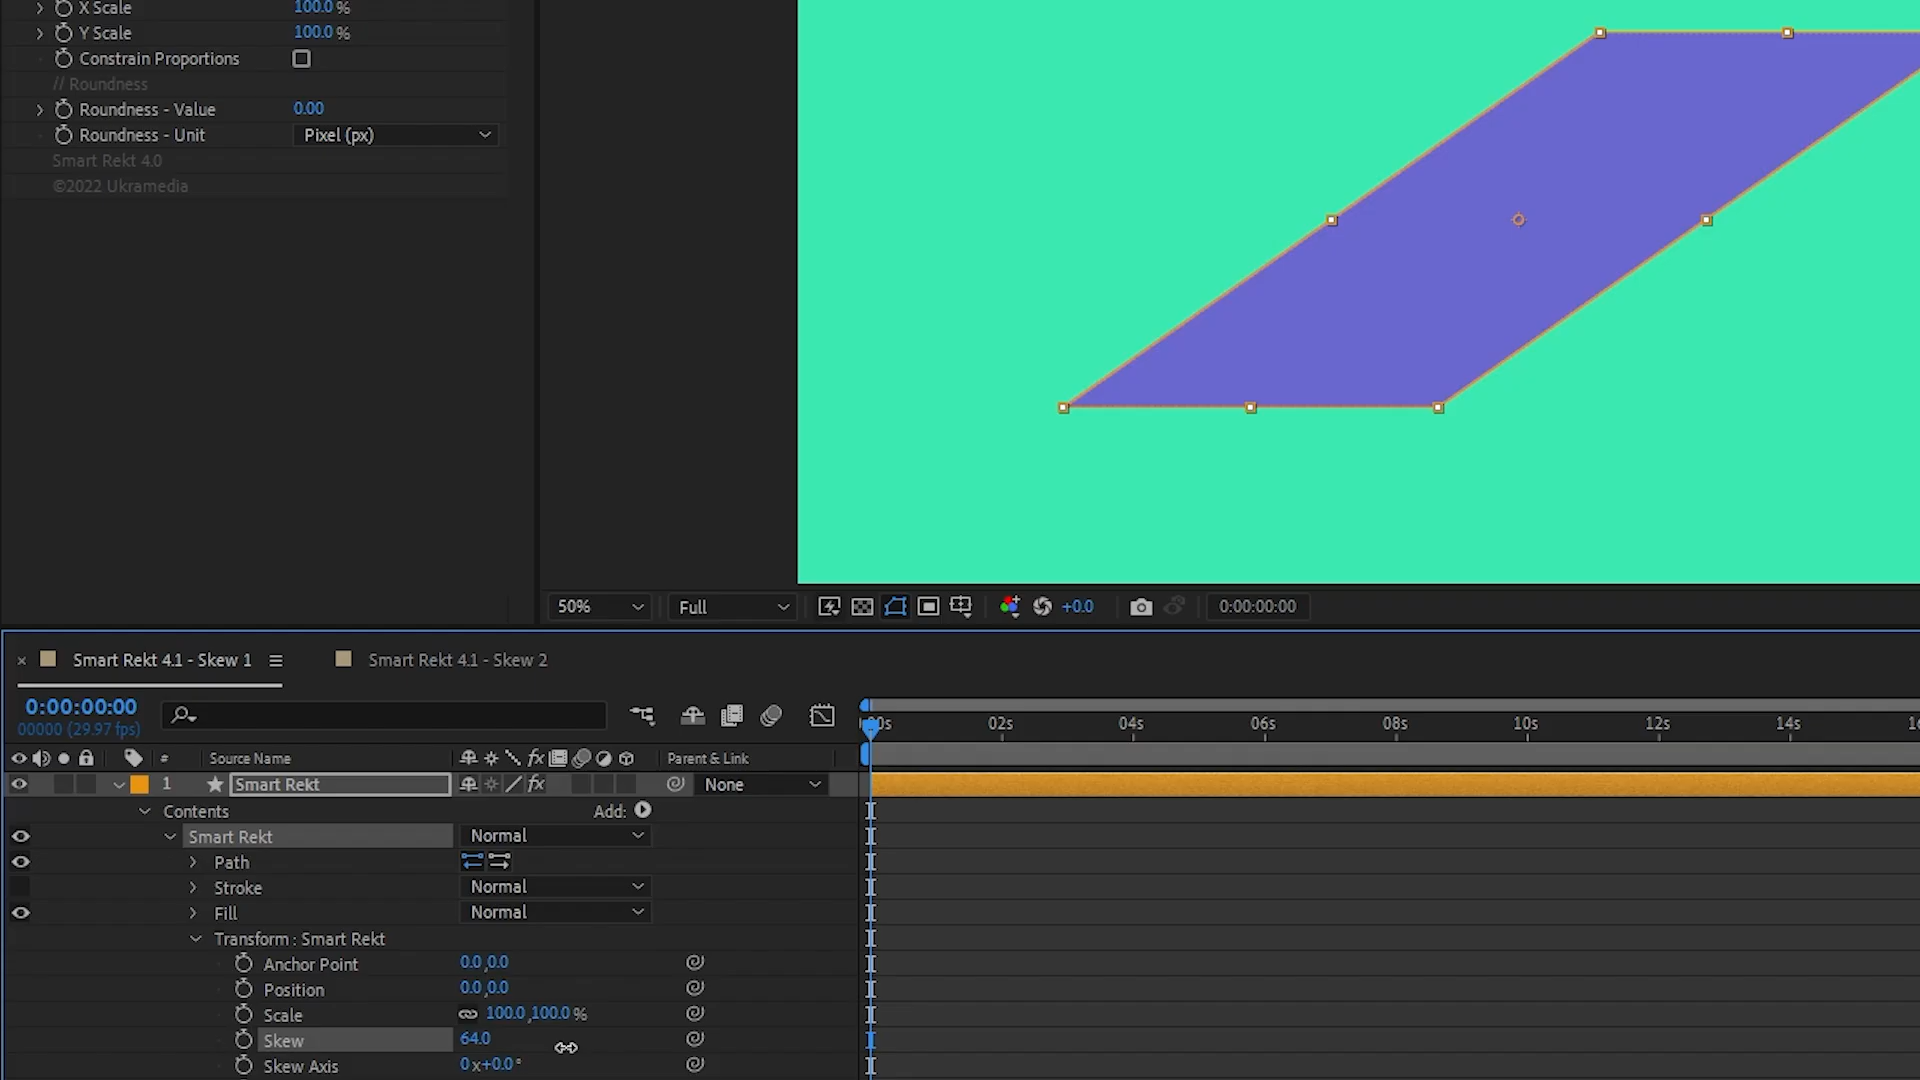 X Scale 100.0 %
Y Scale 100.0 %
Constrain Proportions
// Roundness
Roundness - Value 0.00
Roundness - Unit Pixel (px)
Smart Rekt 4.0
©2022 Ukramedia
50% Full +0.0 0:00:00:00
Smart Rekt 4.1 - Skew 1 Smart Rekt 4.1 - Skew 2
0:00:00:00
00000 (29.97 fps)
02s 04s 06s 08s 10s 12s 14s
# Source Name fx Parent & Link
1 Smart Rekt fx None
Contents Add:
Smart Rekt Normal
Path
Stroke Normal
Fill Normal
Transform : Smart Rekt
Anchor Point 0.0,0.0
Position 0.0,0.0
Scale 100.0,100.0 %
Skew 64.0
Skew Axis 0x+0.0°